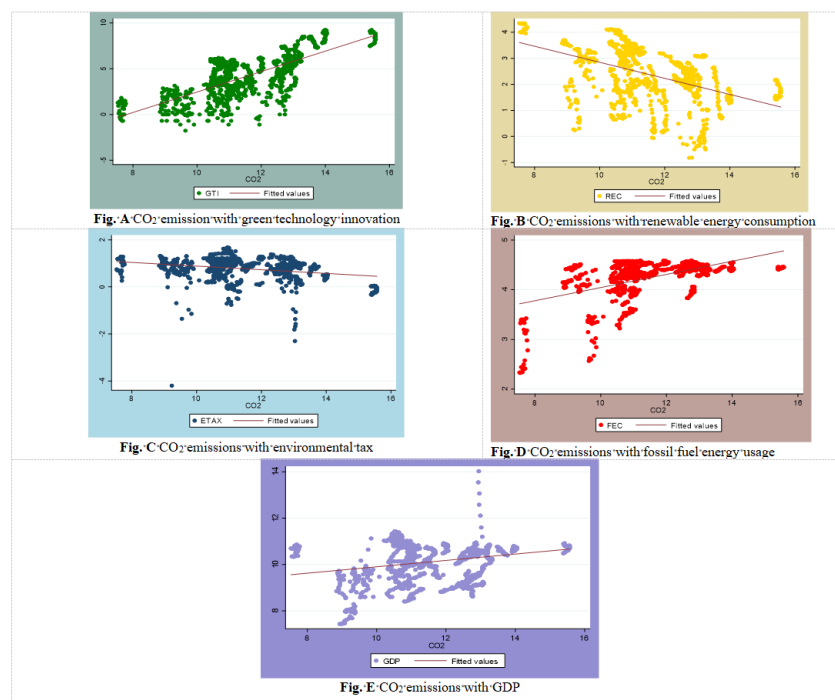 10
5
0
-5
8 10 12 14 16
CO2
GTI Fitted values
Fig. A CO₂ emission with green technology innovation
4
3
2
1
0
-1
8 10 12 14 16
CO2
REC Fitted values
Fig. B CO₂ emissions with renewable energy consumption
2
0
-2
-4
8 10 12 14 16
CO2
ETAX Fitted values
Fig. C CO₂ emissions with environmental tax
5
4
3
2
8 10 12 14 16
CO2
FEC Fitted values
Fig. D CO₂ emissions with fossil fuel energy usage
14
12
10
8
8 10 12 14 16
CO2
GDP Fitted values
Fig. E CO₂ emissions with GDP